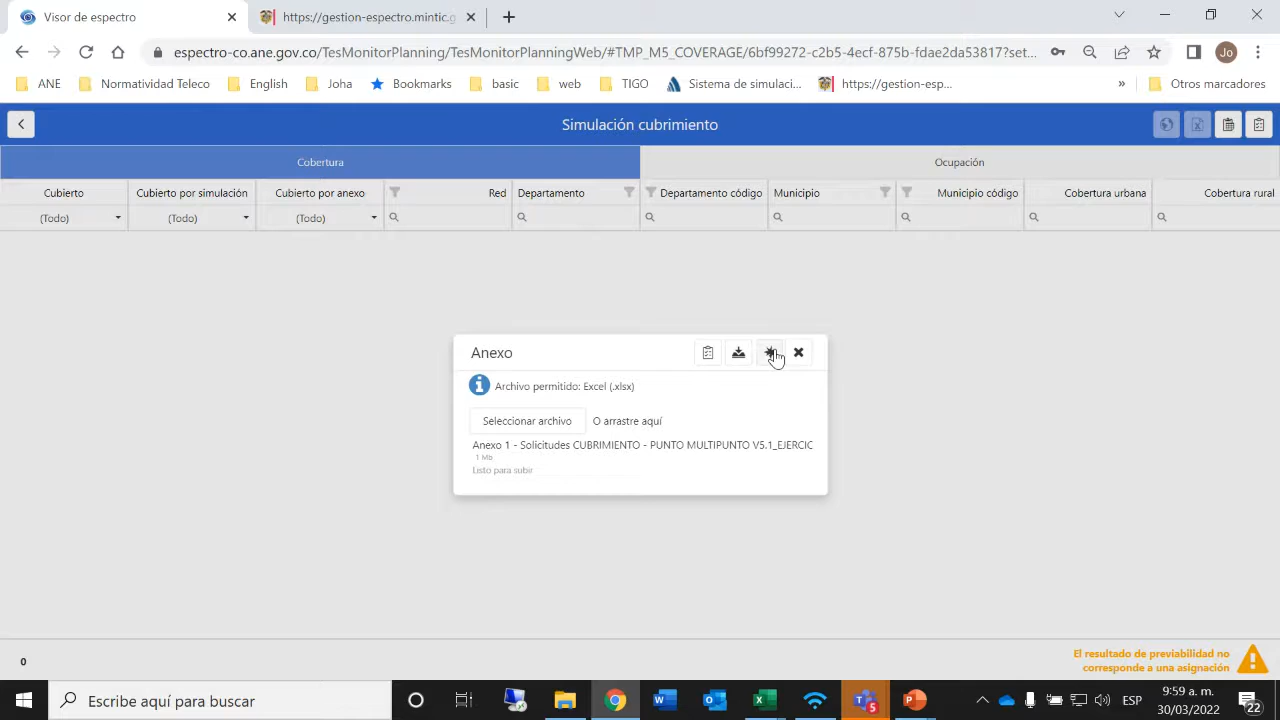 Visor de espectro
https://gestion-espectro.mintic.g
espectro-co.ane.gov.co/TesMonitorPlanning/TesMonitorPlanningWeb/#TMP_M5_COVERAGE/6bf99272-c2b5-4ecf-875b-fdae2da53817?set...
Jo
ANE
Normatividad Teleco
English
Joha
Bookmarks
basic
web
TIGO
Sistema de simulaci...
https://gestion-esp...
»
Otros marcadores
Simulación cubrimiento
Cobertura
Ocupación
Cubierto
Cubierto por simulación
Cubierto por anexo
Red
Departamento
Departamento código
Municipio
Municipio código
Cobertura urbana
Cobertura rural
(Todo)
(Todo)
(Todo)
Anexo
Archivo permitido: Excel (.xlsx)
Seleccionar archivo
O arrastre aquí
Anexo 1 - Solicitudes CUBRIMIENTO - PUNTO MULTIPUNTO V5.1_EJERCIC
1 Mb
Listo para subir
0
El resultado de previabilidad no
corresponde a una asignación
Escribe aquí para buscar
5
ESP
9:59 a. m.
30/03/2022
22